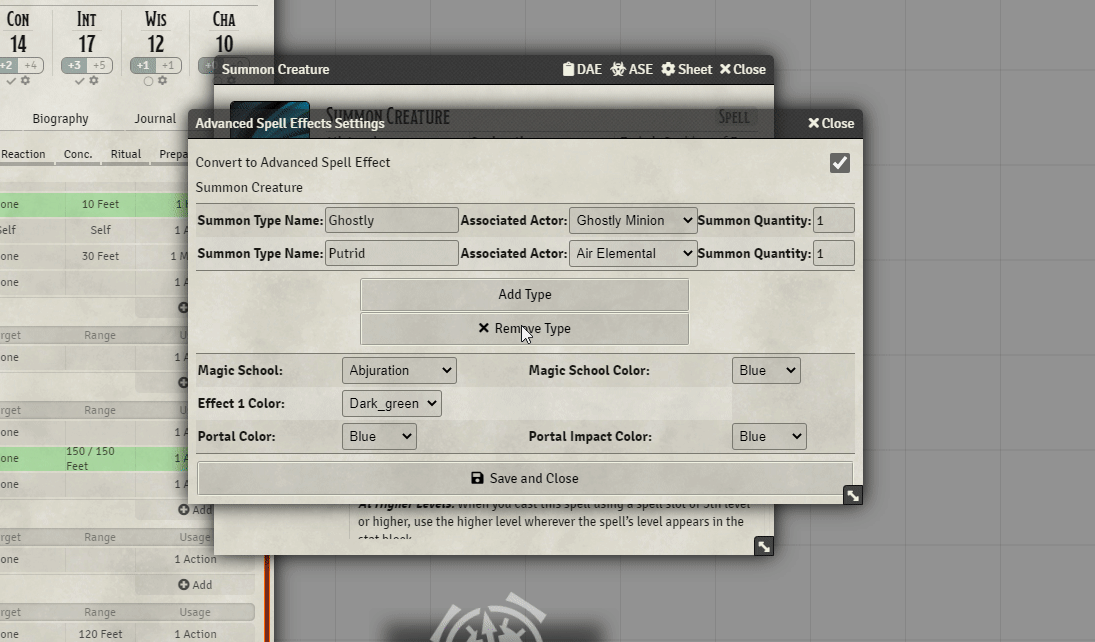 Con Int Wis Cha
14 17 12 10
+2 +4 +3 +5 +1 +1
Biography Journal
Reaction Conc. Ritual Prepa
one 10 Feet 1
Self Self 1 A
one 30 Feet 1 M
one 1 A
rget Range U
one 1 A
rget Range U
one 1 A
one 150 / 150 Feet 1 A
one 1 A
Add
rget Range Usage
one 1 Action
Add
rget Range Usage
one 120 Feet 1 Action
Summon Creature DAE ASE Sheet Close
Summon Creature Spell
Advanced Spell Effects Settings Close
Convert to Advanced Spell Effect
Summon Creature
Summon Type Name: Ghostly Associated Actor: Ghostly Minion Summon Quantity: 1
Summon Type Name: Putrid Associated Actor: Air Elemental Summon Quantity: 1
Add Type
Remove Type
Magic School: Abjuration Magic School Color: Blue
Effect 1 Color: Dark_green
Portal Color: Blue Portal Impact Color: Blue
Save and Close
At Higher Levels. When you cast this spell using a spell slot of 5th level
or higher, use the higher level wherever the spell's level appears in the
stat block.